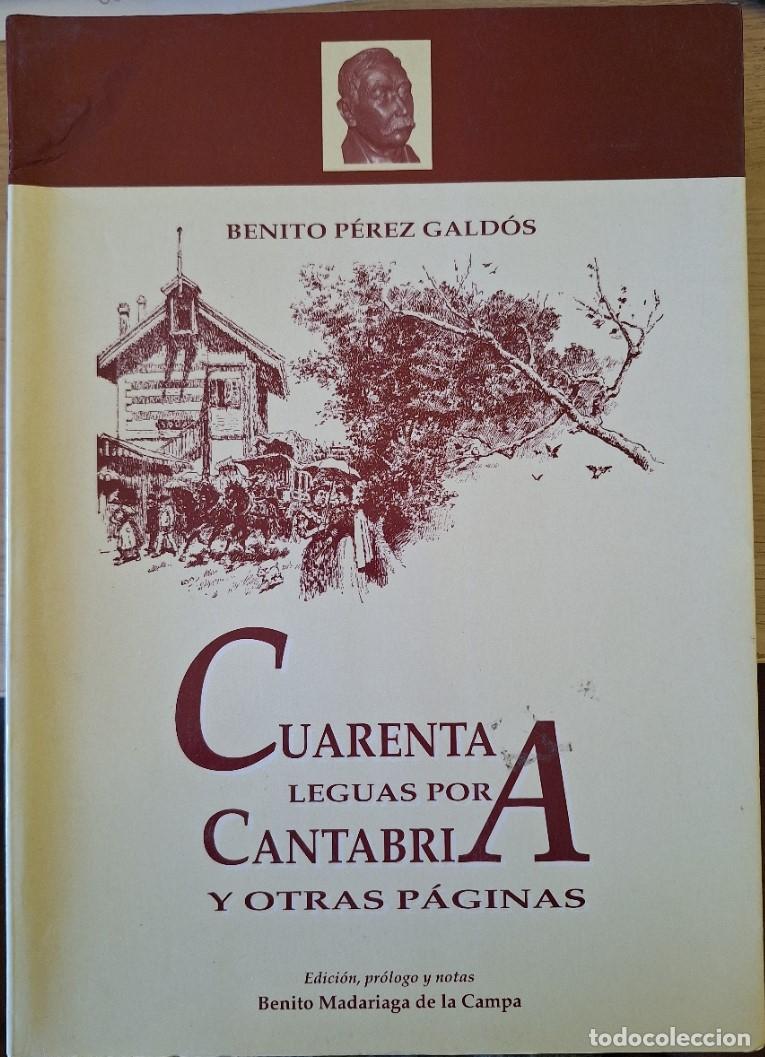 BENITO PÉREZ GALDÓS
CUARENTA
LEGUAS POR
CANTABRIA
Y OTRAS PÁGINAS
Edición, prólogo y notas
Benito Madariaga de la Campa
todocoleccion